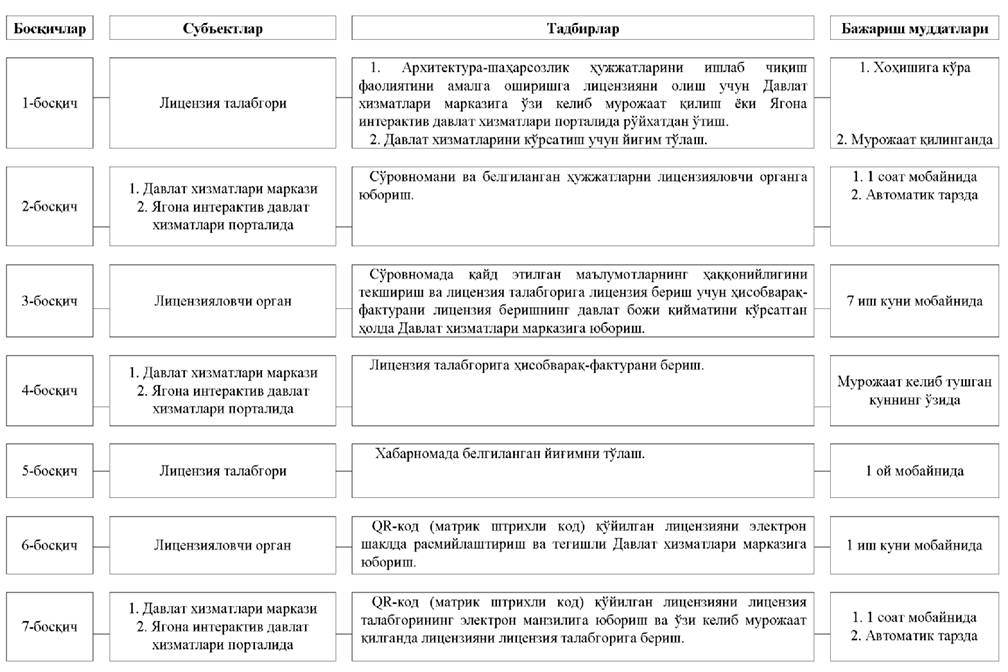 Босқичлар
Субъектлар
Тадбирлар
Бажариш муддатлари
1-босқич
Лицензия талабгори
1. Архитектура-шаҳарсозлик ҳужжатларини ишлаб чиқиш
фаолиятини амалга оширишга лицензияни олиш учун Давлат
хизматлари марказига ўзи келиб мурожаат қилиш ёки Ягона
интерактив давлат хизматлари порталида рўйхатдан ўтиш.
2. Давлат хизматларини кўрсатиш учун йиғим тўлаш.
1. Хоҳишига кўра
2. Мурожаат қилинганда
2-босқич
1. Давлат хизматлари маркази
2. Ягона интерактив давлат
хизматлари порталида
Сўровномани ва белгиланган ҳужжатларни лицензияловчи органга
юбориш.
1. 1 соат мобайнида
2. Автоматик тарзда
3-босқич
Лицензияловчи орган
Сўровномада қайд этилган маълумотларнинг ҳаққонийлигини
текшириш ва лицензия талабгорига лицензия бериш учун ҳисобварақ-
фактурани лицензия беришнинг давлат божи қийматини кўрсатган
ҳолда Давлат хизматлари марказига юбориш.
7 иш куни мобайнида
4-босқич
1. Давлат хизматлари маркази
2. Ягона интерактив давлат
хизматлари порталида
Лицензия талабгорига ҳисобварақ-фактурани бериш.
Мурожаат келиб тушган
куннинг ўзида
5-босқич
Лицензия талабгори
Хабарномада белгиланган йиғимни тўлаш.
1 ой мобайнида
6-босқич
Лицензияловчи орган
QR-код (матрик штрихли код) қўйилган лицензияни электрон
шаклда расмийлаштириш ва тегишли Давлат хизматлари марказига
юбориш.
1 иш куни мобайнида
7-босқич
1. Давлат хизматлари маркази
2. Ягона интерактив давлат
хизматлари порталида
QR-код (матрик штрихли код) қўйилган лицензияни лицензия
талабгорининг электрон манзилига юбориш ва ўзи келиб мурожаат
қилганда лицензияни лицензия талабгорига бериш.
1. 1 соат мобайнида
2. Автоматик тарзда